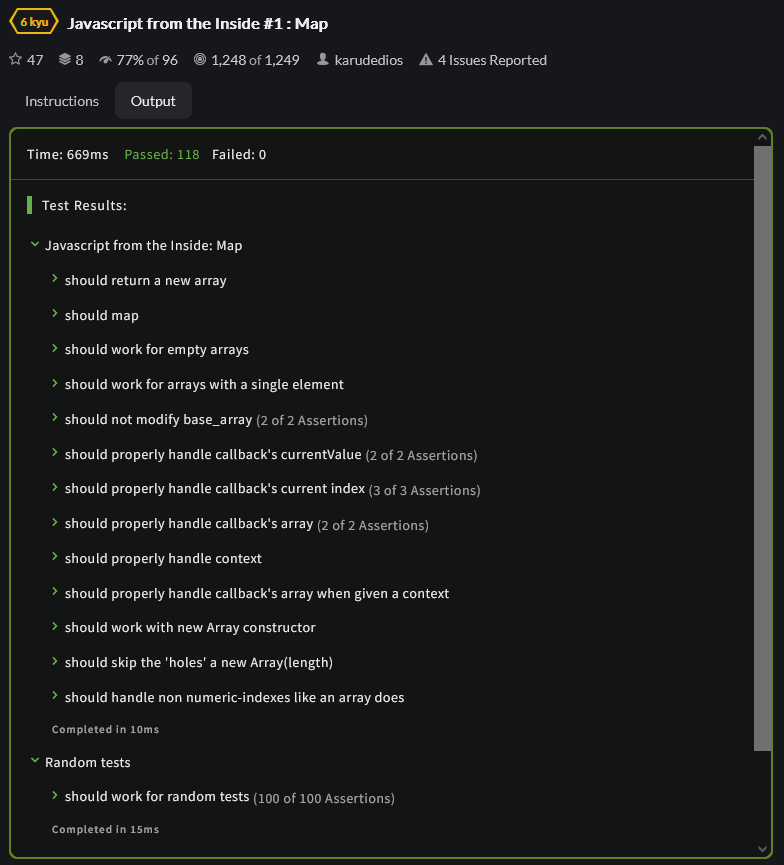 6 kyu Javascript from the Inside #1 : Map
47 8 77% of 96 1,248 of 1,249 karudedios 4 Issues Reported
Instructions Output
Time: 669ms Passed: 118 Failed: 0
Test Results:
Javascript from the Inside: Map
should return a new array
should map
should work for empty arrays
should work for arrays with a single element
should not modify base_array (2 of 2 Assertions)
should properly handle callback's currentValue (2 of 2 Assertions)
should properly handle callback's current index (3 of 3 Assertions)
should properly handle callback's array (2 of 2 Assertions)
should properly handle context
should properly handle callback's array when given a context
should work with new Array constructor
should skip the 'holes' a new Array(length)
should handle non numeric-indexes like an array does
Completed in 10ms
Random tests
should work for random tests (100 of 100 Assertions)
Completed in 15ms